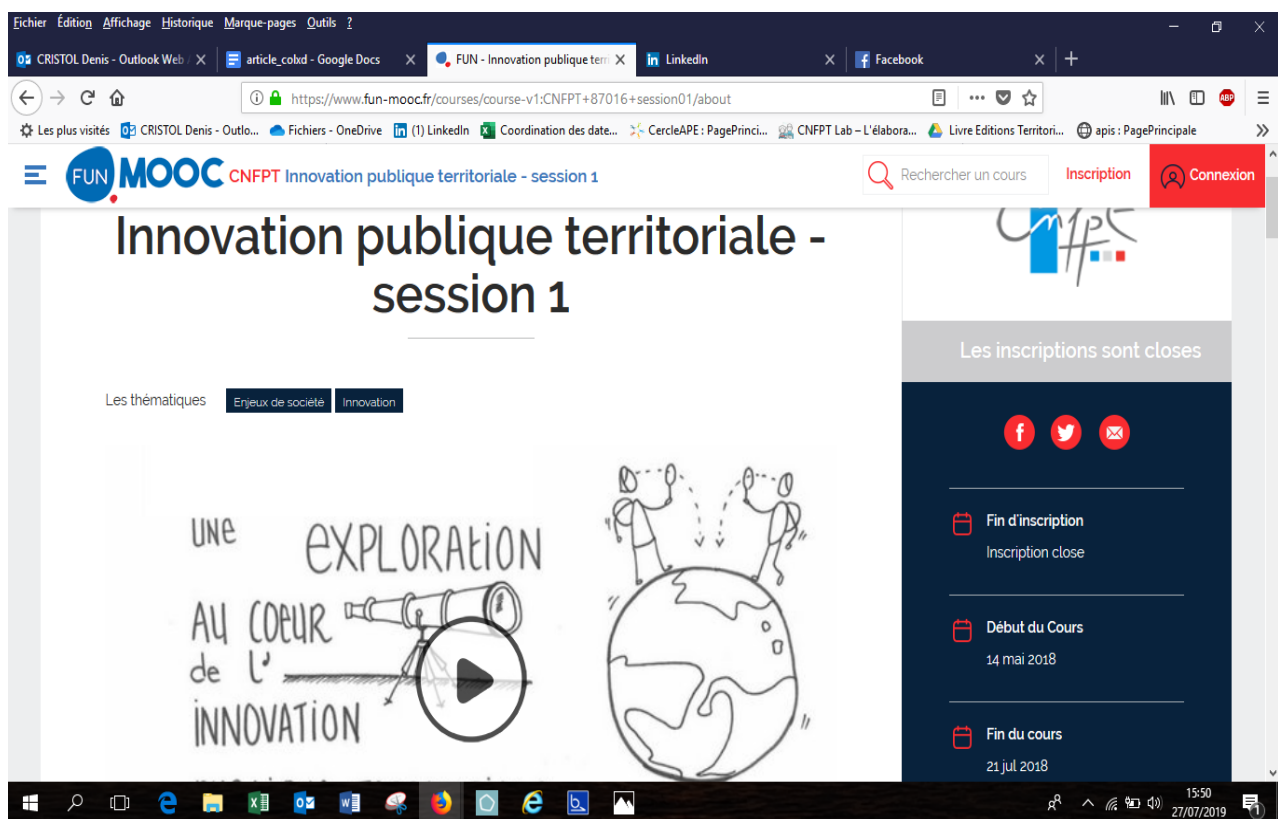 Fichier Édition Affichage Historique Marque-pages Outils ?
CRISTOL Denis - Outlook Web article_colxd - Google Docs FUN - Innovation publique terri LinkedIn Facebook
https://www.fun-mooc.fr/courses/course-v1:CNFPT+87016+session01/about
Les plus visités CRISTOL Denis - Outlo... Fichiers - OneDrive (1) LinkedIn Coordination des date... CercleAPE : PagePrinci... CNFPT Lab – L'élabora... Livre Editions Territori... apis : PagePrincipale
FUN MOOC CNFPT Innovation publique territoriale - session 1 Rechercher un cours Inscription Connexion
Innovation publique territoriale -
session 1
Cnfpt
Les inscriptions sont closes
Les thématiques Enjeux de société Innovation
UNE EXPLORATION
AU COEUR
de L'
INNOVATION
Fin d'inscription
Inscription close
Début du Cours
14 mai 2018
Fin du cours
21 jul 2018
15:50
27/07/2019